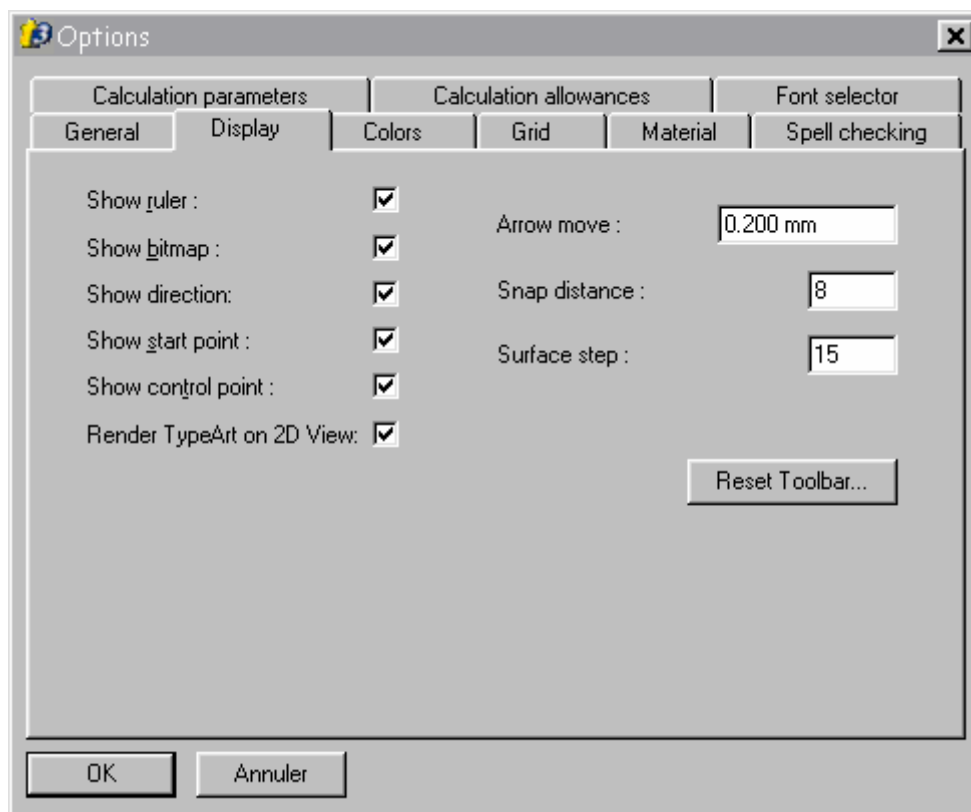 Options
Calculation parameters
Calculation allowances
Font selector
General
Display
Colors
Grid
Material
Spell checking
Show ruler :
Show bitmap :
Show direction:
Show start point :
Show control point :
Render TypeArt on 2D View:
Arrow move :
0.200 mm
Snap distance :
8
Surface step :
15
Reset Toolbar...
OK
Annuler